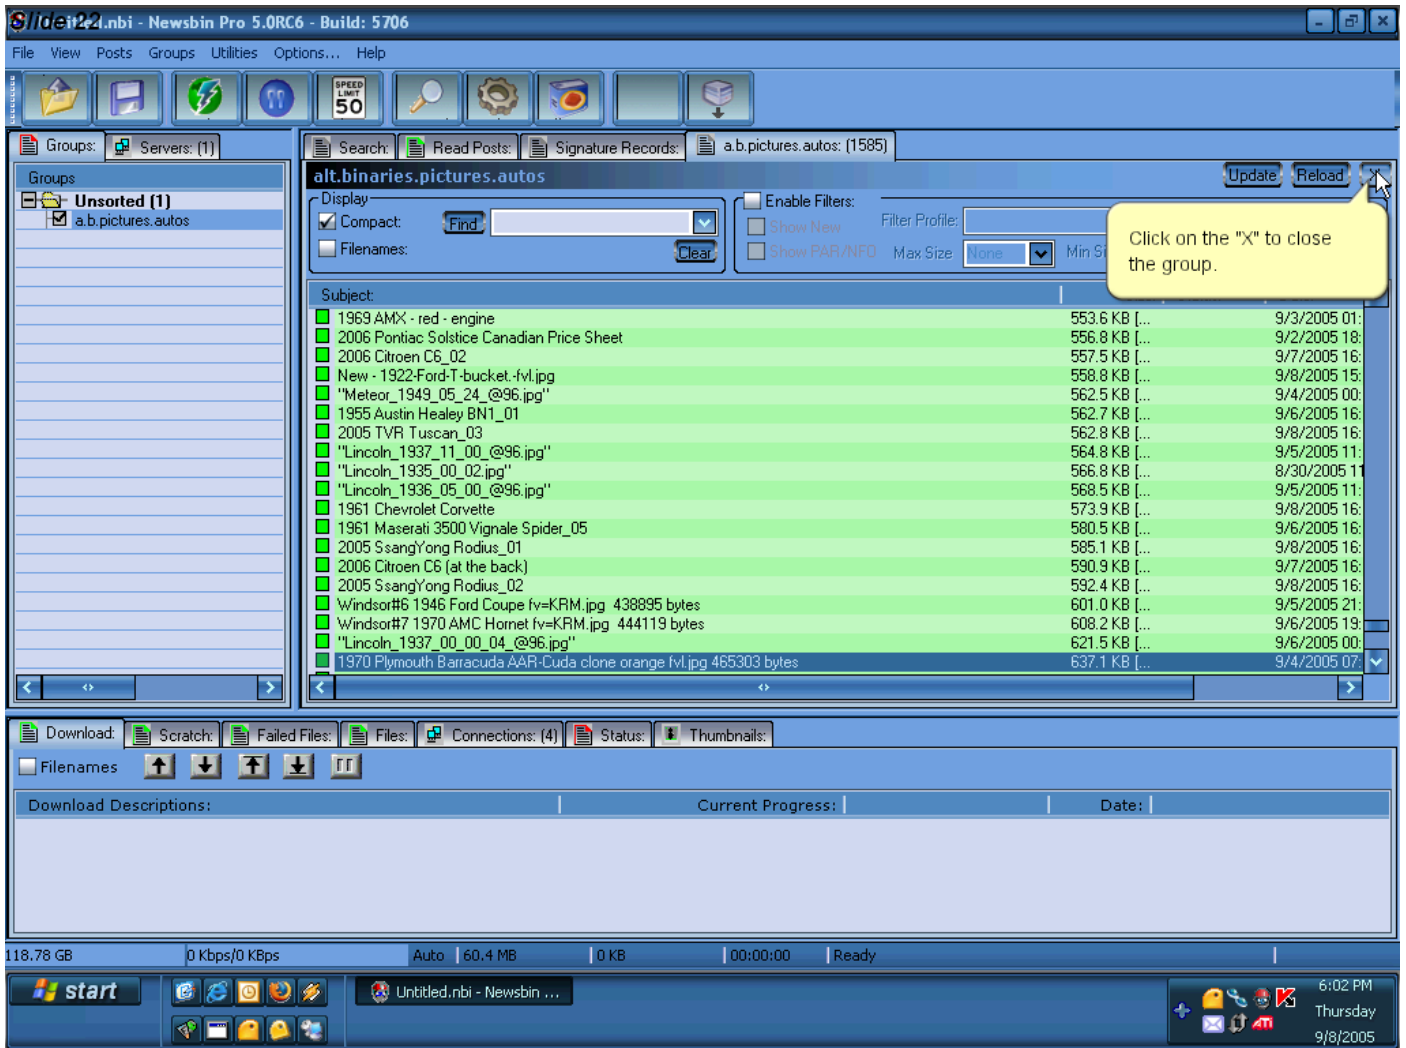 Slide 22
Untitled.nbi - Newsbin Pro 5.0RC6 - Build: 5706
File View Posts Groups Utilities Options... Help
SPEED LIMIT 50
Groups: Servers: (1)
Search: Read Posts: Signature Records: a.b.pictures.autos: (1585)
Groups
alt.binaries.pictures.autos Update Reload X
Unsorted (1)
a.b.pictures.autos
Display
Compact: Find
Filenames: Clear
Enable Filters:
Show New Filter Profile:
Show PAR/NFO Max Size None Min Si
Click on the "X" to close
the group.
Subject:
1969 AMX - red - engine 553.6 KB [... 9/3/2005 01:
2006 Pontiac Solstice Canadian Price Sheet 556.8 KB [... 9/2/2005 18:
2006 Citroen C6_02 557.5 KB [... 9/7/2005 16:
New - 1922-Ford-T-bucket.-fvl.jpg 558.8 KB [... 9/8/2005 15:
"Meteor_1949_05_24_@96.jpg" 562.5 KB [... 9/4/2005 00:
1955 Austin Healey BN1_01 562.7 KB [... 9/6/2005 16:
2005 TVR Tuscan_03 562.8 KB [... 9/8/2005 16:
"Lincoln_1937_11_00_@96.jpg" 564.8 KB [... 9/5/2005 11:
"Lincoln_1935_00_02.jpg" 566.8 KB [... 8/30/2005 11
"Lincoln_1936_05_00_@96.jpg" 568.5 KB [... 9/5/2005 11:
1961 Chevrolet Corvette 573.9 KB [... 9/8/2005 16:
1961 Maserati 3500 Vignale Spider_05 580.5 KB [... 9/6/2005 16:
2005 SsangYong Rodius_01 585.1 KB [... 9/8/2005 16:
2006 Citroen C6 (at the back) 590.9 KB [... 9/7/2005 16:
2005 SsangYong Rodius_02 592.4 KB [... 9/8/2005 16:
Windsor#6 1946 Ford Coupe fv=KRM.jpg 438895 bytes 601.0 KB [... 9/5/2005 21:
Windsor#7 1970 AMC Hornet fv=KRM.jpg 444119 bytes 608.2 KB [... 9/6/2005 19:
"Lincoln_1937_00_00_04_@96.jpg" 621.5 KB [... 9/6/2005 00:
1970 Plymouth Barracuda AAR-Cuda clone orange fvl.jpg 465303 bytes 637.1 KB [... 9/4/2005 07:
Download: Scratch: Failed Files: Files: Connections: (4) Status: Thumbnails:
Filenames
Download Descriptions: Current Progress: Date:
118.78 GB 0 Kbps/0 KBps Auto 60.4 MB 0 KB 00:00:00 Ready
start Untitled.nbi - Newsbin ... 6:02 PM
Thursday
ATI
9/8/2005